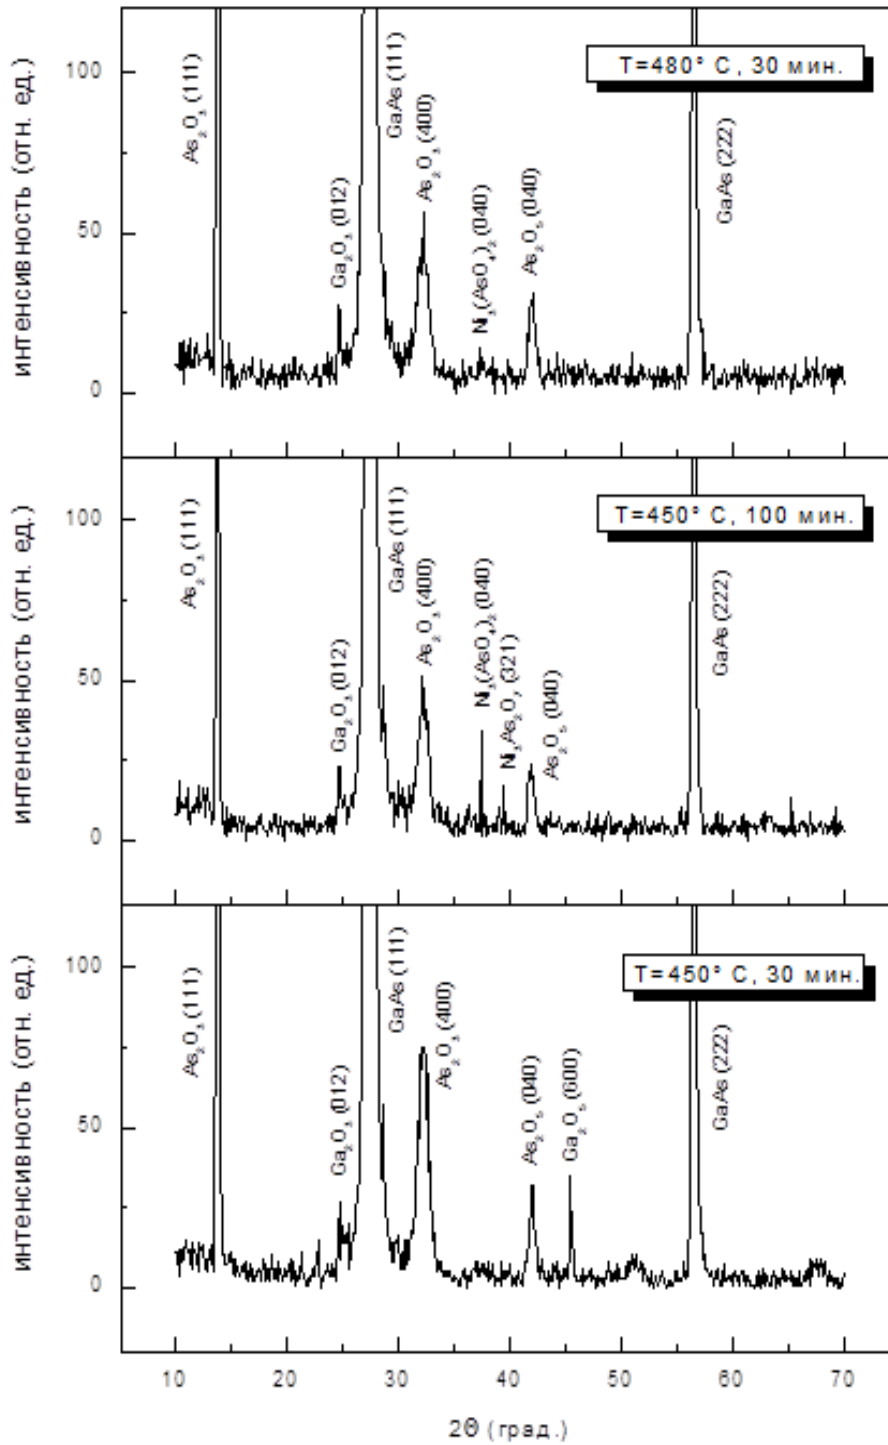 T=480° C, 30 мин.
интенсивность (отн. ед.)
100
50
0
As₂O₃ (111)
Ga₂O₃ (012)
GaAs (111)
As₂O₃ (400)
Ni₃(AsO₄)₂ (040)
As₂O₅ (040)
GaAs (222)
T=450° C, 100 мин.
интенсивность (отн. ед.)
100
50
0
As₂O₃ (111)
Ga₂O₃ (012)
GaAs (111)
As₂O₃ (400)
Ni₃(AsO₄)₂ (040)
Ni₃As₂O₇ (321)
As₂O₅ (040)
GaAs (222)
T=450° C, 30 мин.
интенсивность (отн. ед.)
100
50
0
As₂O₃ (111)
Ga₂O₃ (012)
GaAs (111)
As₂O₃ (400)
As₂O₅ (040)
Ga₂O₅ (600)
GaAs (222)
10 20 30 40 50 60 70
2Θ (град.)